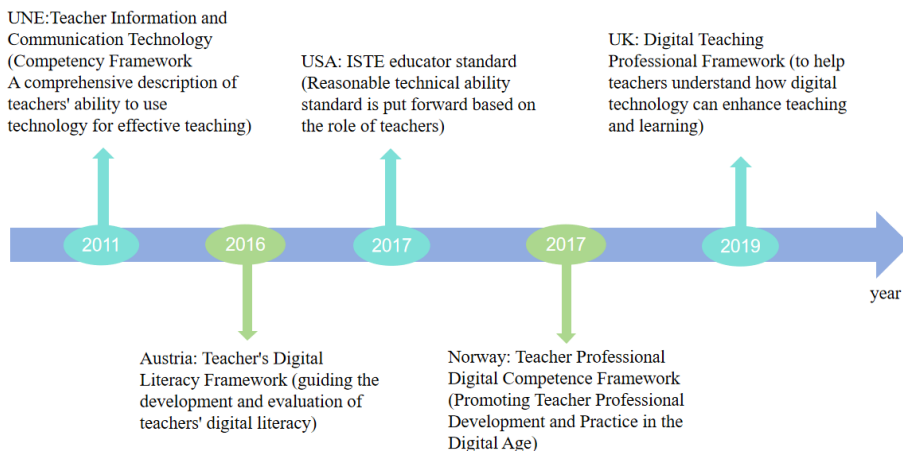 UNE:Teacher Information and
Communication Technology
(Competency Framework
A comprehensive description of
teachers' ability to use
technology for effective teaching)
USA: ISTE educator standard
(Reasonable technical ability
standard is put forward based on
the role of teachers)
UK: Digital Teaching
Professional Framework (to help
teachers understand how digital
technology can enhance teaching
and learning)
2011
2016
2017
2017
2019
year
Austria: Teacher's Digital
Literacy Framework (guiding the
development and evaluation of
teachers' digital literacy)
Norway: Teacher Professional
Digital Competence Framework
(Promoting Teacher Professional
Development and Practice in the
Digital Age)